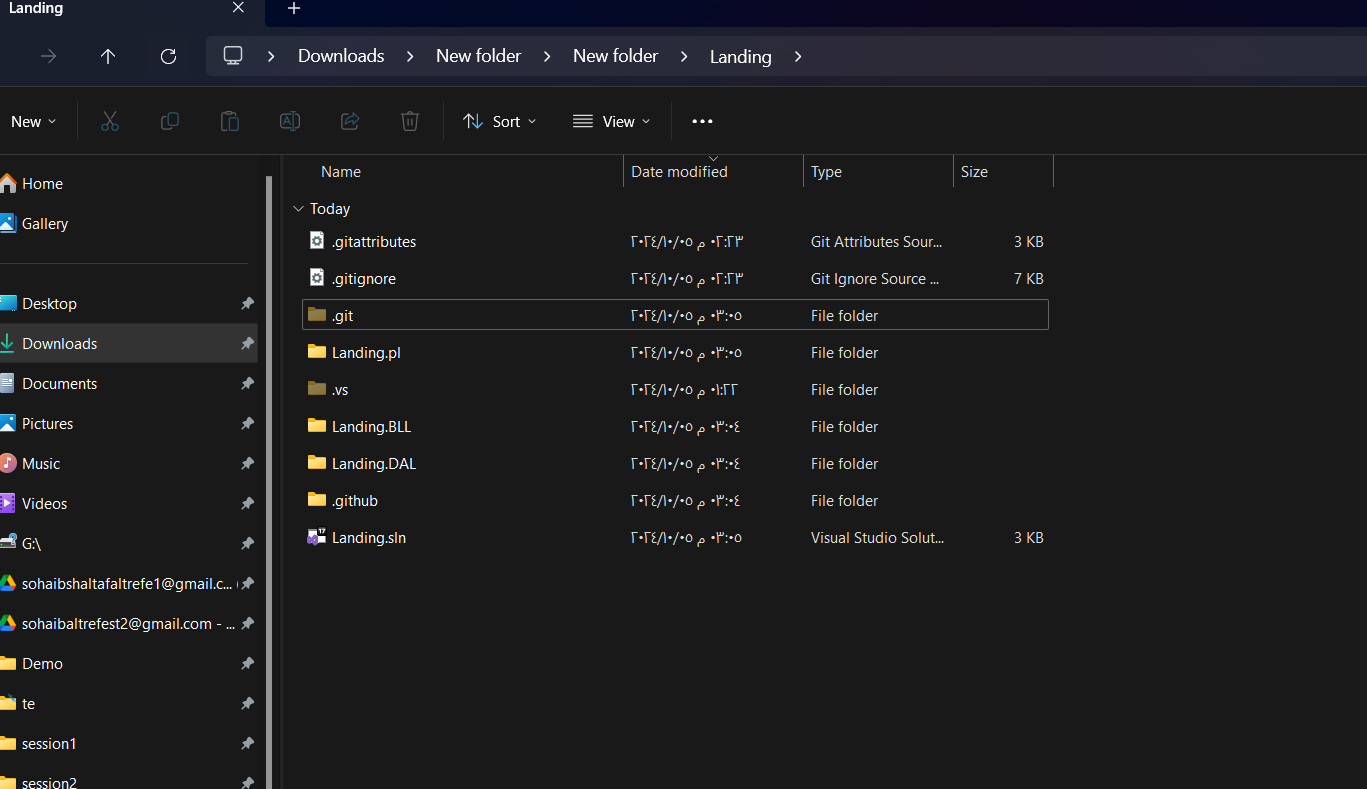 Landing
Downloads New folder New folder Landing
New Sort View
Name Date modified Type Size
Home
Gallery
Desktop
Downloads
Documents
Pictures
Music
Videos
G:\
sohaibshaltafaltrefe1@gmail.c...
sohaibaltrefest2@gmail.com - ...
Demo
te
session1
session2
Today
.gitattributes ٢٠٢٤/١٠/٠٥ م ٠٢:٢٣ Git Attributes Sour... 3 KB
.gitignore ٢٠٢٤/١٠/٠٥ م ٠٢:٢٣ Git Ignore Source ... 7 KB
.git ٢٠٢٤/١٠/٠٥ م ٠٣:٠٥ File folder
Landing.pl ٢٠٢٤/١٠/٠٥ م ٠٣:٠٥ File folder
.vs ٢٠٢٤/١٠/٠٥ م ٠١:٢٢ File folder
Landing.BLL ٢٠٢٤/١٠/٠٥ م ٠٣:٠٤ File folder
Landing.DAL ٢٠٢٤/١٠/٠٥ م ٠٣:٠٤ File folder
.github ٢٠٢٤/١٠/٠٥ م ٠٣:٠٤ File folder
Landing.sln ٢٠٢٤/١٠/٠٥ م ٠٣:٠٥ Visual Studio Solut... 3 KB